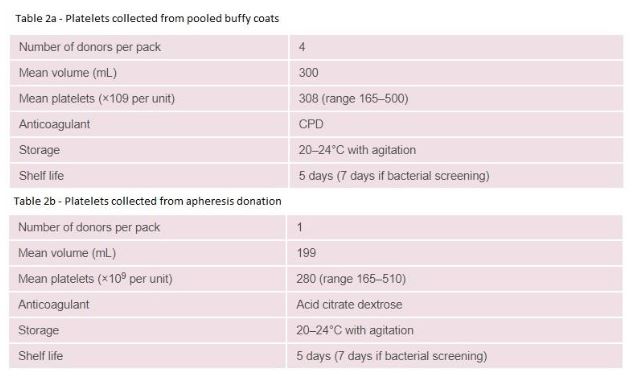 Table 2a - Platelets collected from pooled buffy coats
Number of donors per pack 4
Mean volume (mL) 300
Mean platelets (×109 per unit) 308 (range 165–500)
Anticoagulant CPD
Storage 20–24°C with agitation
Shelf life 5 days (7 days if bacterial screening)
Table 2b - Platelets collected from apheresis donation
Number of donors per pack 1
Mean volume (mL) 199
Mean platelets (×10⁹ per unit) 280 (range 165–510)
Anticoagulant Acid citrate dextrose
Storage 20–24°C with agitation
Shelf life 5 days (7 days if bacterial screening)